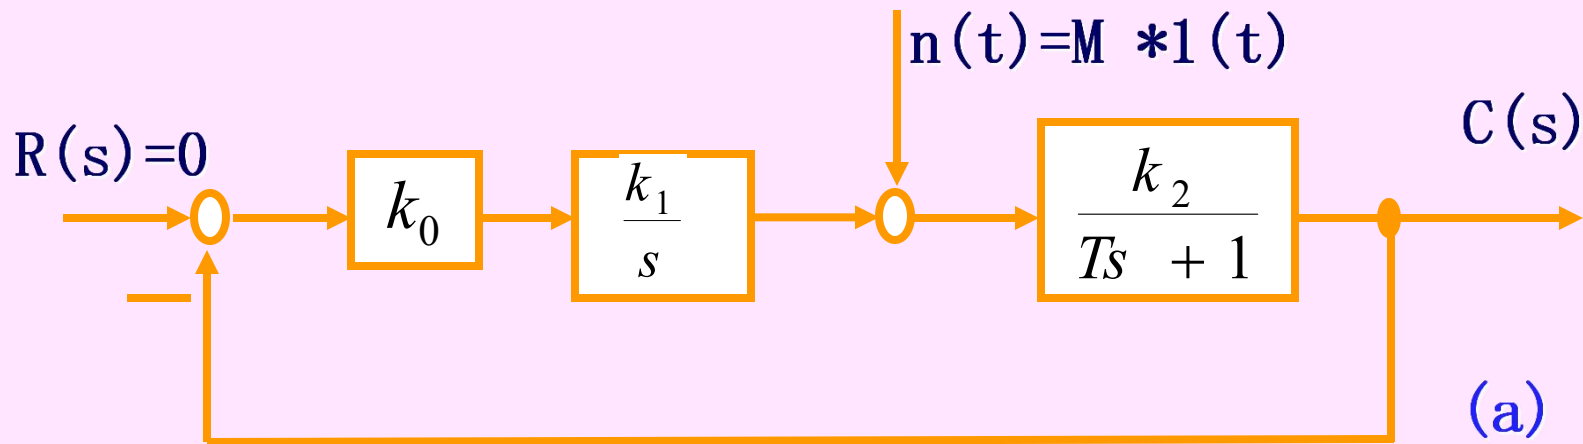 n(t)=M *1(t)
R(s)=0
C(s)
k₀
k₁
s
k₂
Ts + 1
(a)